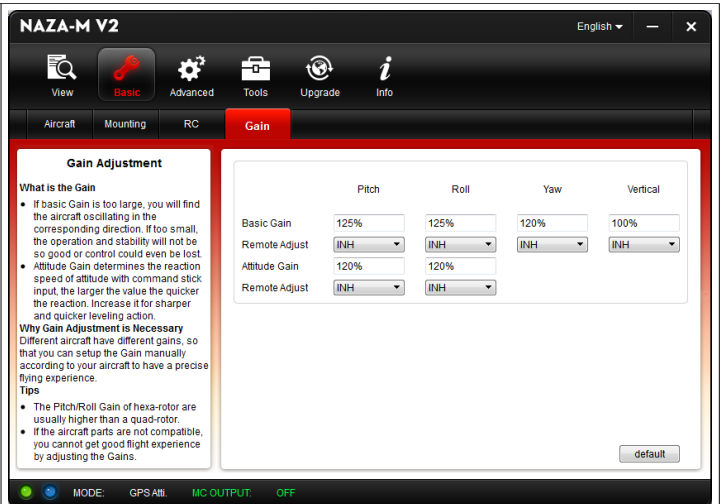 NAZA-M V2
English
View Basic Advanced Tools Upgrade Info
Aircraft Mounting RC Gain
Gain Adjustment
What is the Gain
• If basic Gain is too large, you will find
the aircraft oscillating in the
corresponding direction. If too small,
the operation and stability will not be
so good or control could even be lost.
• Attitude Gain determines the reaction
speed of attitude with command stick
input, the larger the value the quicker
the reaction. Increase it for sharper
and quicker leveling action.
Why Gain Adjustment is Necessary
Different aircraft have different gains, so
that you can setup the Gain manually
according to your aircraft to have a precise
flying experience.
Tips
• The Pitch/Roll Gain of hexa-rotor are
usually higher than a quad-rotor.
• If the aircraft parts are not compatible,
you cannot get good flight experience
by adjusting the Gains.
Pitch Roll Yaw Vertical
Basic Gain 125% 125% 120% 100%
Remote Adjust INH INH INH INH
Attitude Gain 120% 120%
Remote Adjust INH INH
default
MODE: GPS Atti. MC OUTPUT: OFF